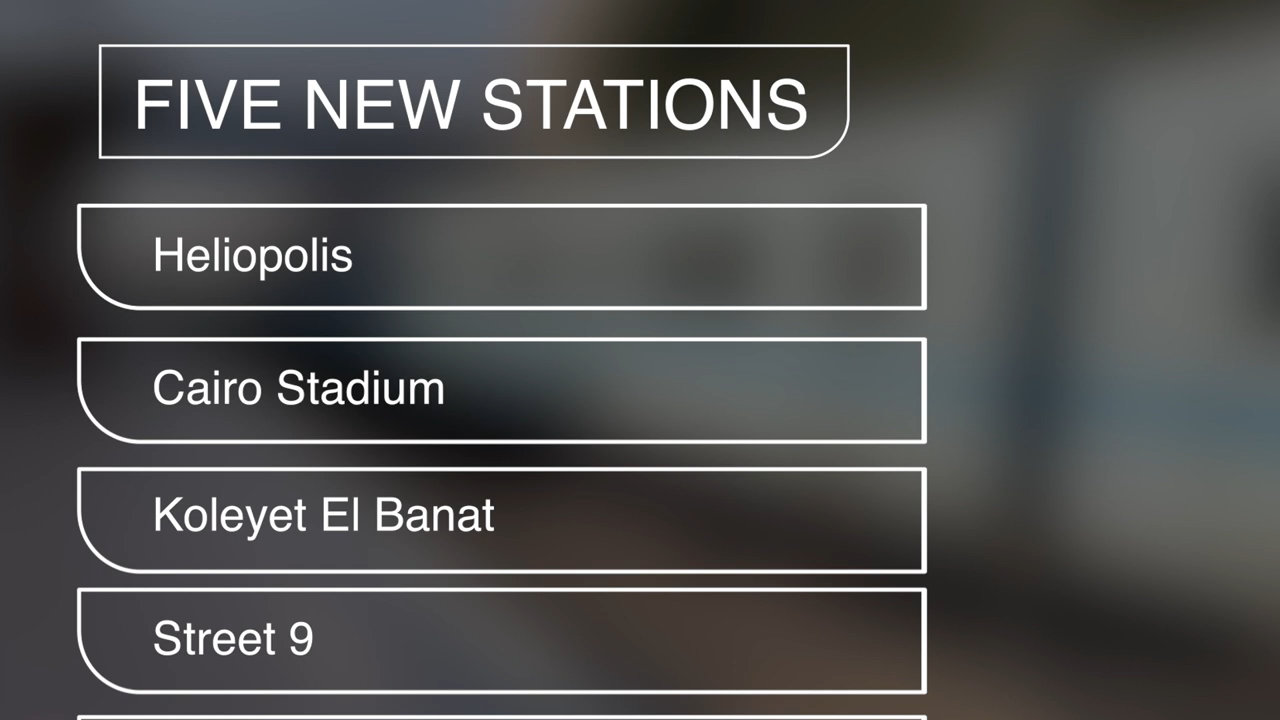 FIVE NEW STATIONS
Heliopolis
Cairo Stadium
Koleyet El Banat
Street 9